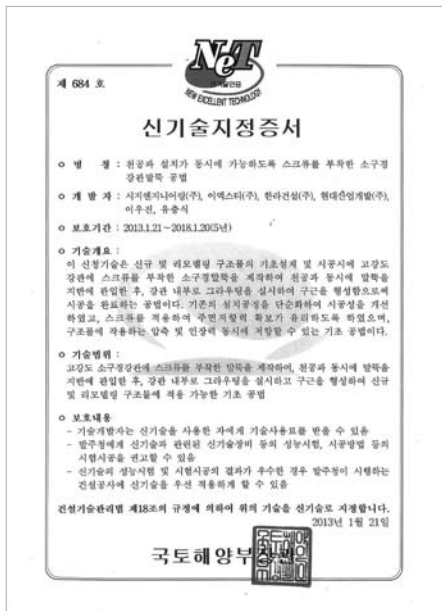 NeT
신기술인증
NEW EXCELLENT TECHNOLOGY
제 684 호
신기술지정증서
○ 명 칭 : 천공과 설치가 동시에 가능하도록 스크류를 부착한 소구경
강관말뚝 공법
○ 개 발 자 : 시지엔지니어링(주), 이엑스티(주), 한라건설(주), 현대산업개발(주),
이우진, 유충식
○ 보호기간 : 2013.1.21~2018.1.20(5년)
○ 기술개요 :
이 신청기술은 신규 및 리모델링 구조물의 기초설계 및 시공시에 고강도
강관에 스크류를 부착한 소구경말뚝을 제작하여 천공과 동시에 말뚝을
지반에 관입한 후, 강관 내부로 그라우팅을 실시하여 구근을 형성함으로써
시공을 완료하는 공법이다. 기존의 설치공정을 단순화하여 시공성을 개선
하였고, 스크류를 적용하여 주면저항력 확보가 유리하도록 하였으며,
구조물에 작용하는 압축 및 인장력 동시에 저항할 수 있는 기초 공법이다.
○ 기술범위 :
고강도 소구경강관에 스크류를 부착한 말뚝을 제작하여, 천공과 동시에 말뚝을
지반에 관입한 후, 강관 내부로 그라우팅을 실시하고 구근을 형성하여 신규
및 리모델링 구조물에 적용 가능한 기초 공법
○ 보호내용
- 기술개발자는 신기술을 사용한 자에게 기술사용료를 받을 수 있음
- 발주청에게 신기술과 관련된 신기술장비 등의 성능시험, 시공방법 등의
시험시공을 권고할 수 있음
- 신기술의 성능시험 및 시험시공의 결과가 우수한 경우 발주청이 시행하는
건설공사에 신기술을 우선 적용하게 할 수 있음
건설기술관리법 제18조의 규정에 의하여 위의 기술을 신기술로 지정합니다.
2013년 1월 21일
국토해양부장관